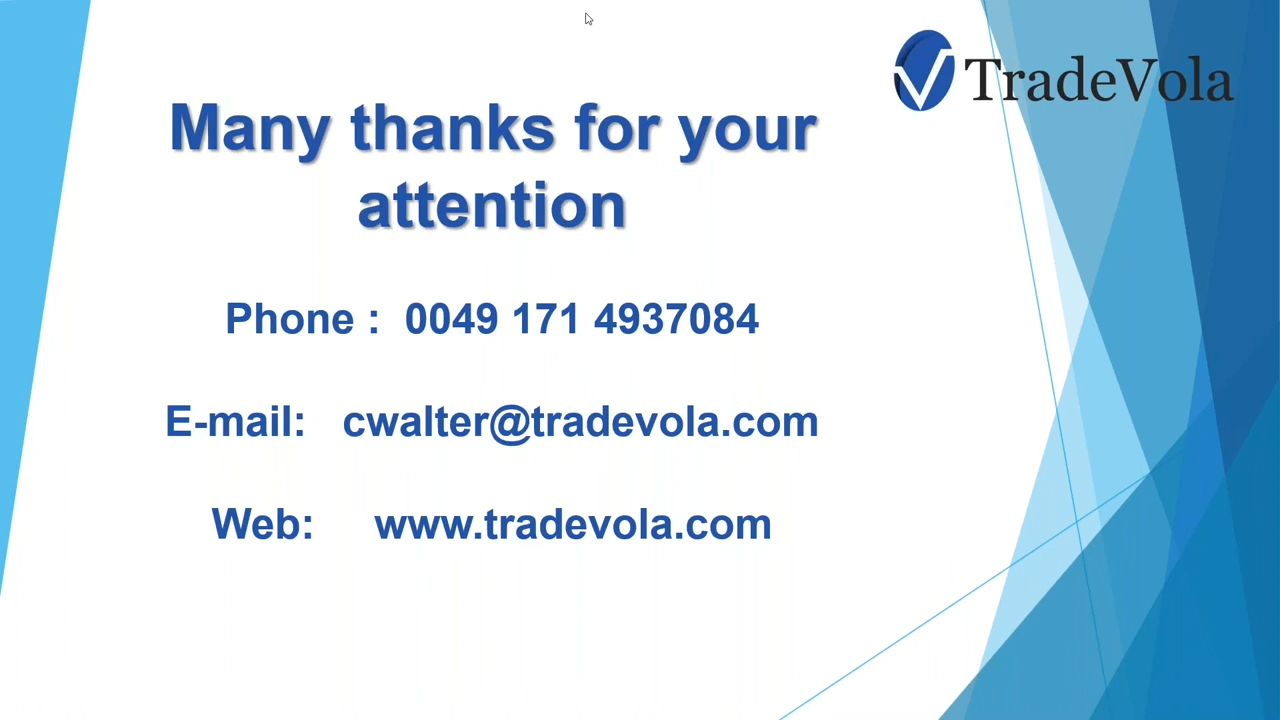 TradeVola
Many thanks for your
attention
Phone : 0049 171 4937084
E-mail: cwalter@tradevola.com
Web: www.tradevola.com